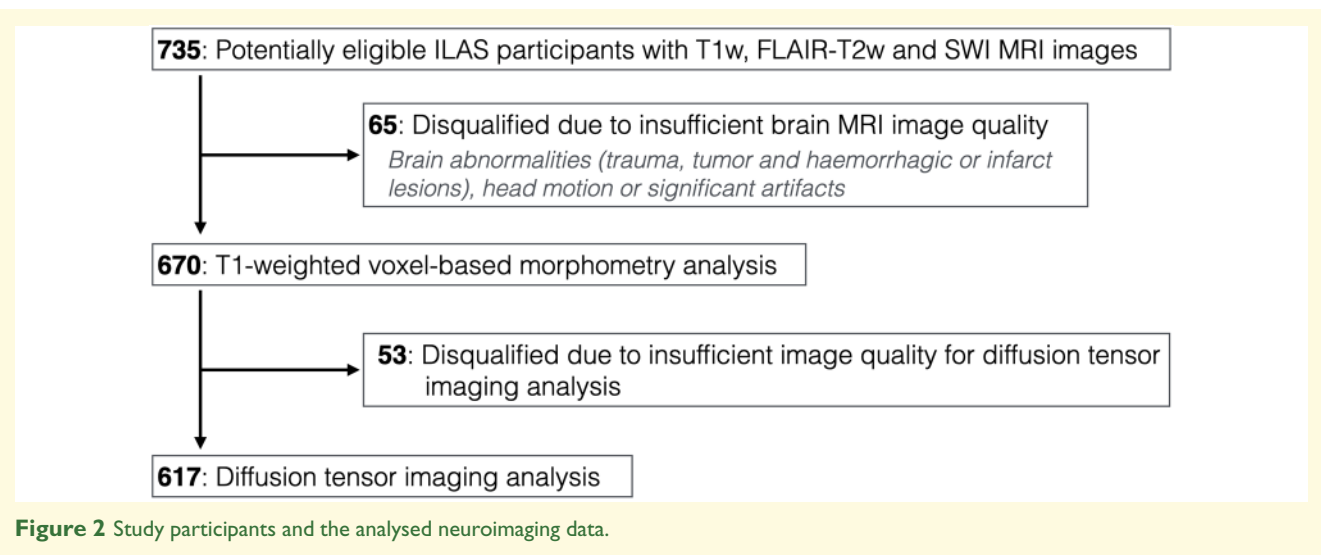 735: Potentially eligible ILAS participants with T1w, FLAIR-T2w and SWI MRI images
65: Disqualified due to insufficient brain MRI image quality
Brain abnormalities (trauma, tumor and haemorrhagic or infarct
lesions), head motion or significant artifacts
670: T1-weighted voxel-based morphometry analysis
53: Disqualified due to insufficient image quality for diffusion tensor
imaging analysis
617: Diffusion tensor imaging analysis
Figure 2 Study participants and the analysed neuroimaging data.